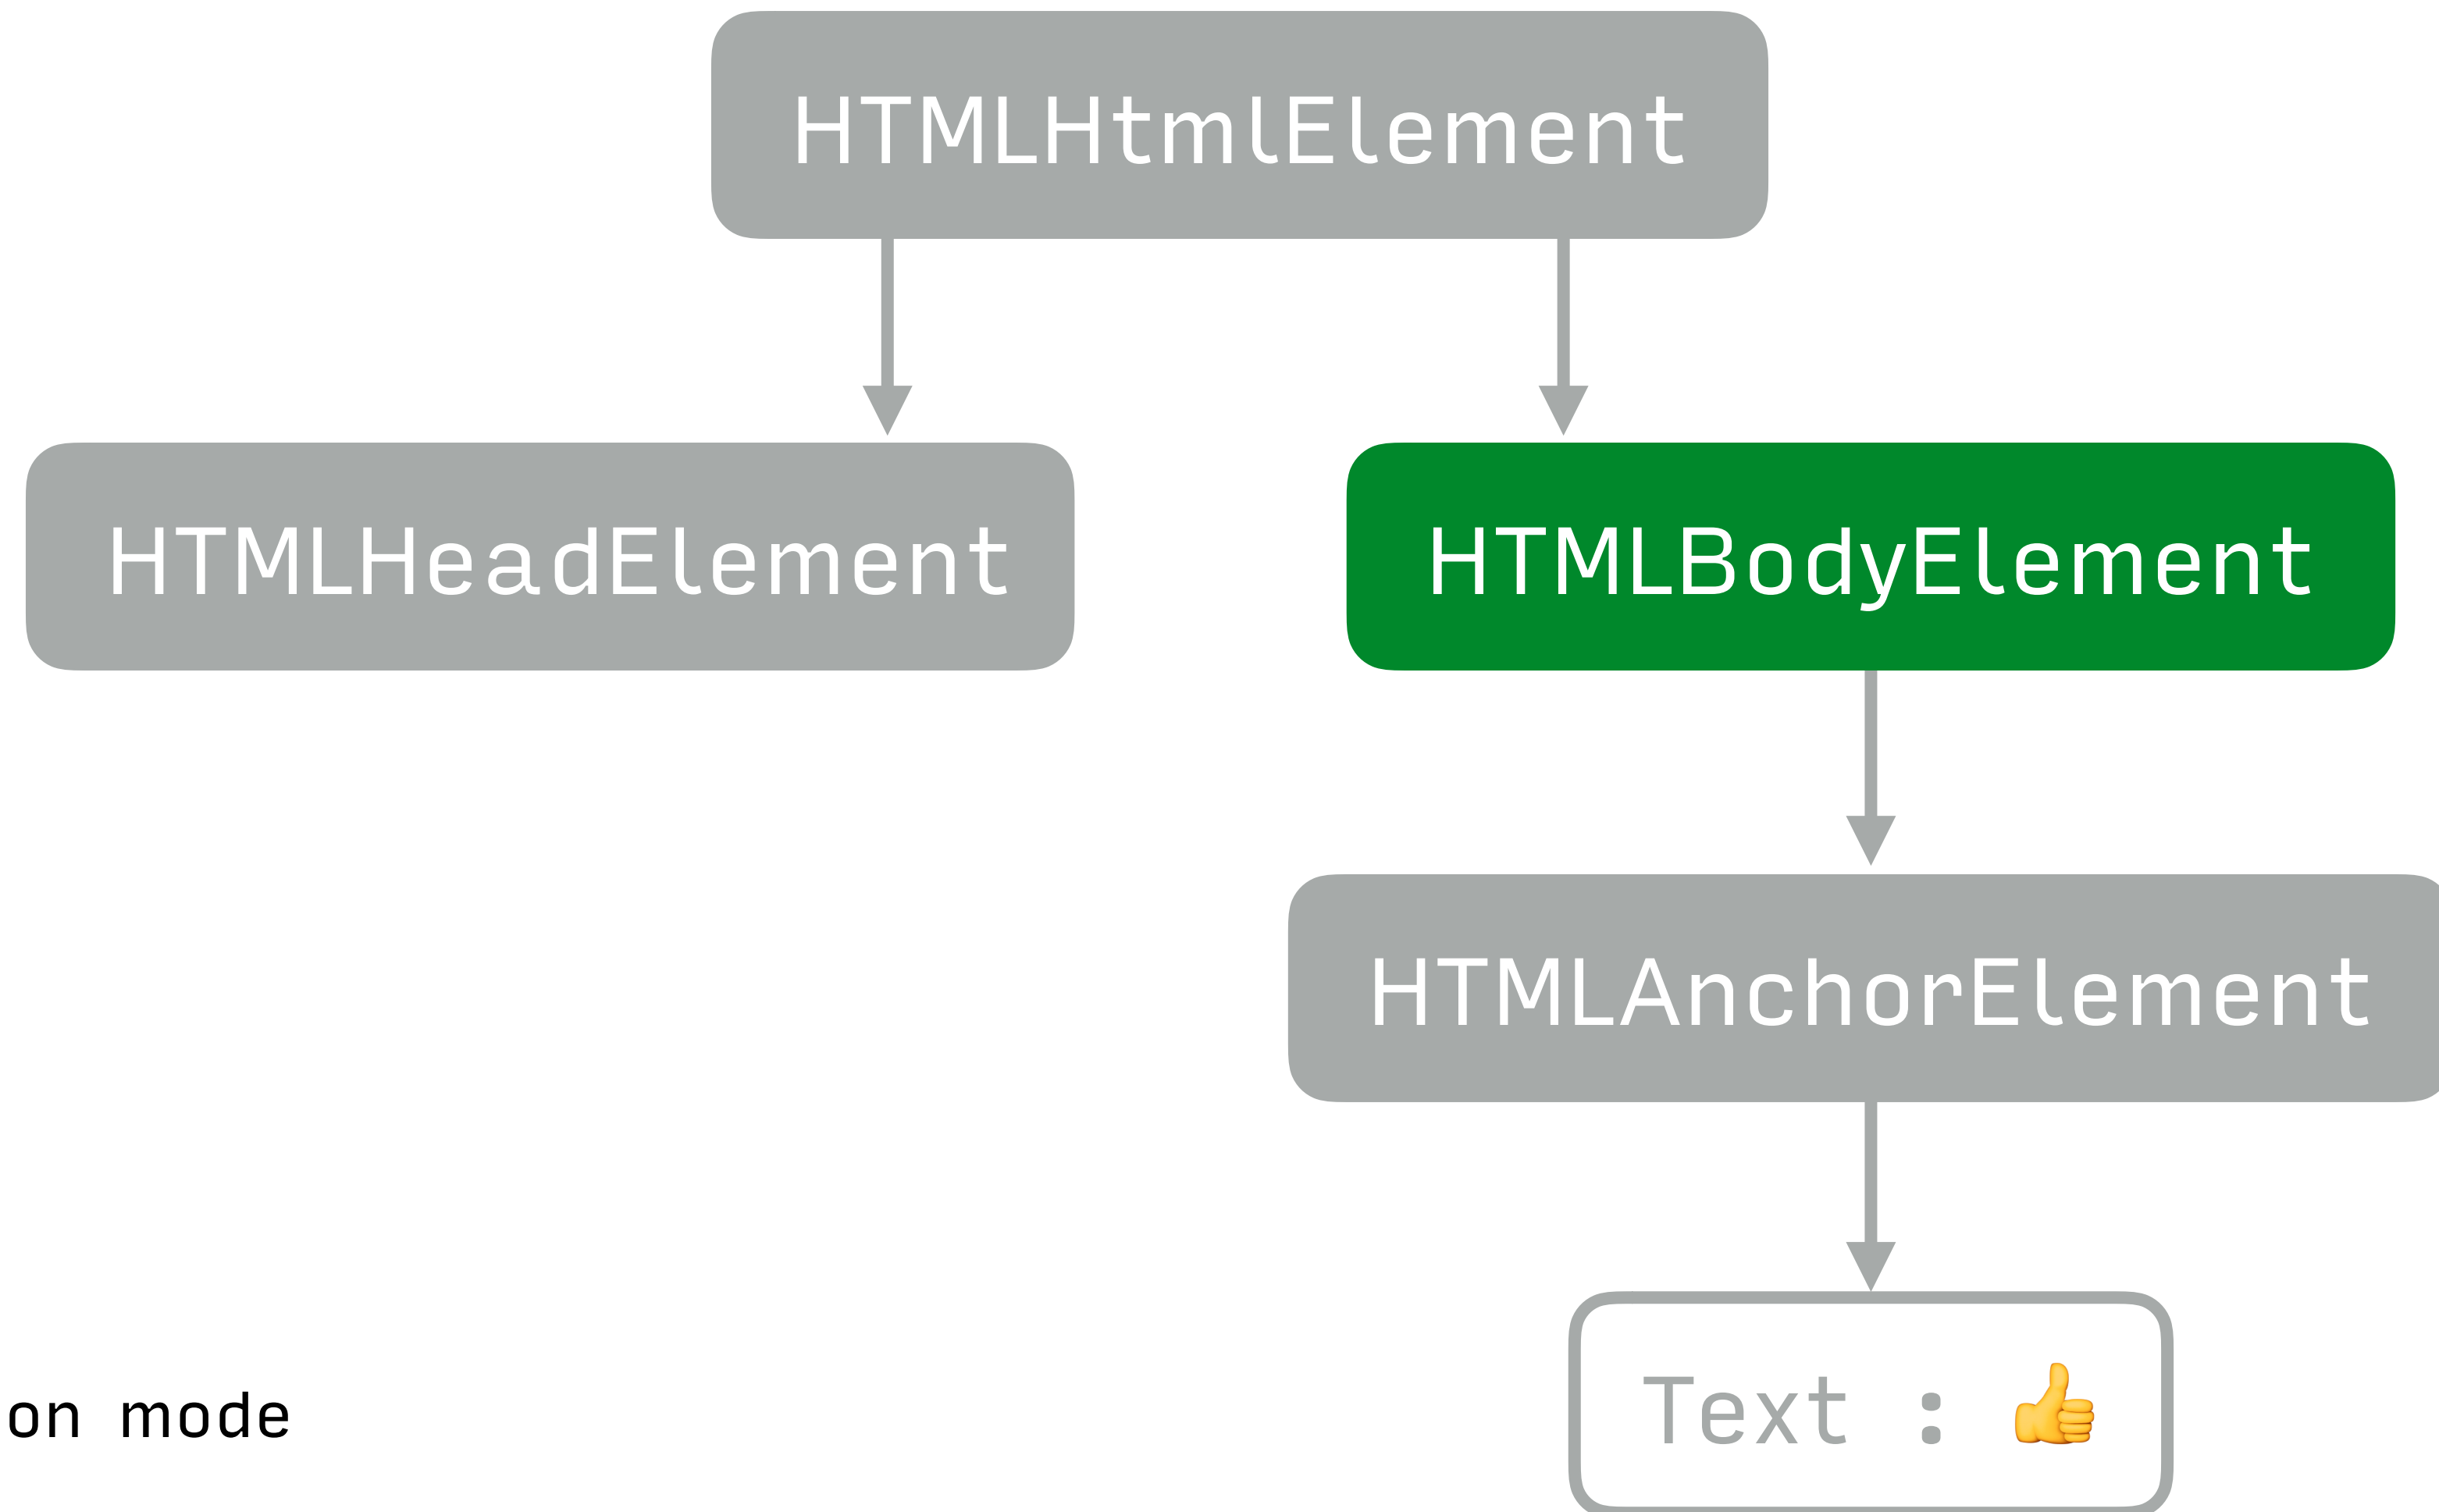 HTMLHtmlElement
HTMLHeadElement
HTMLBodyElement
HTMLAnchorElement
Text : 👍
on mode